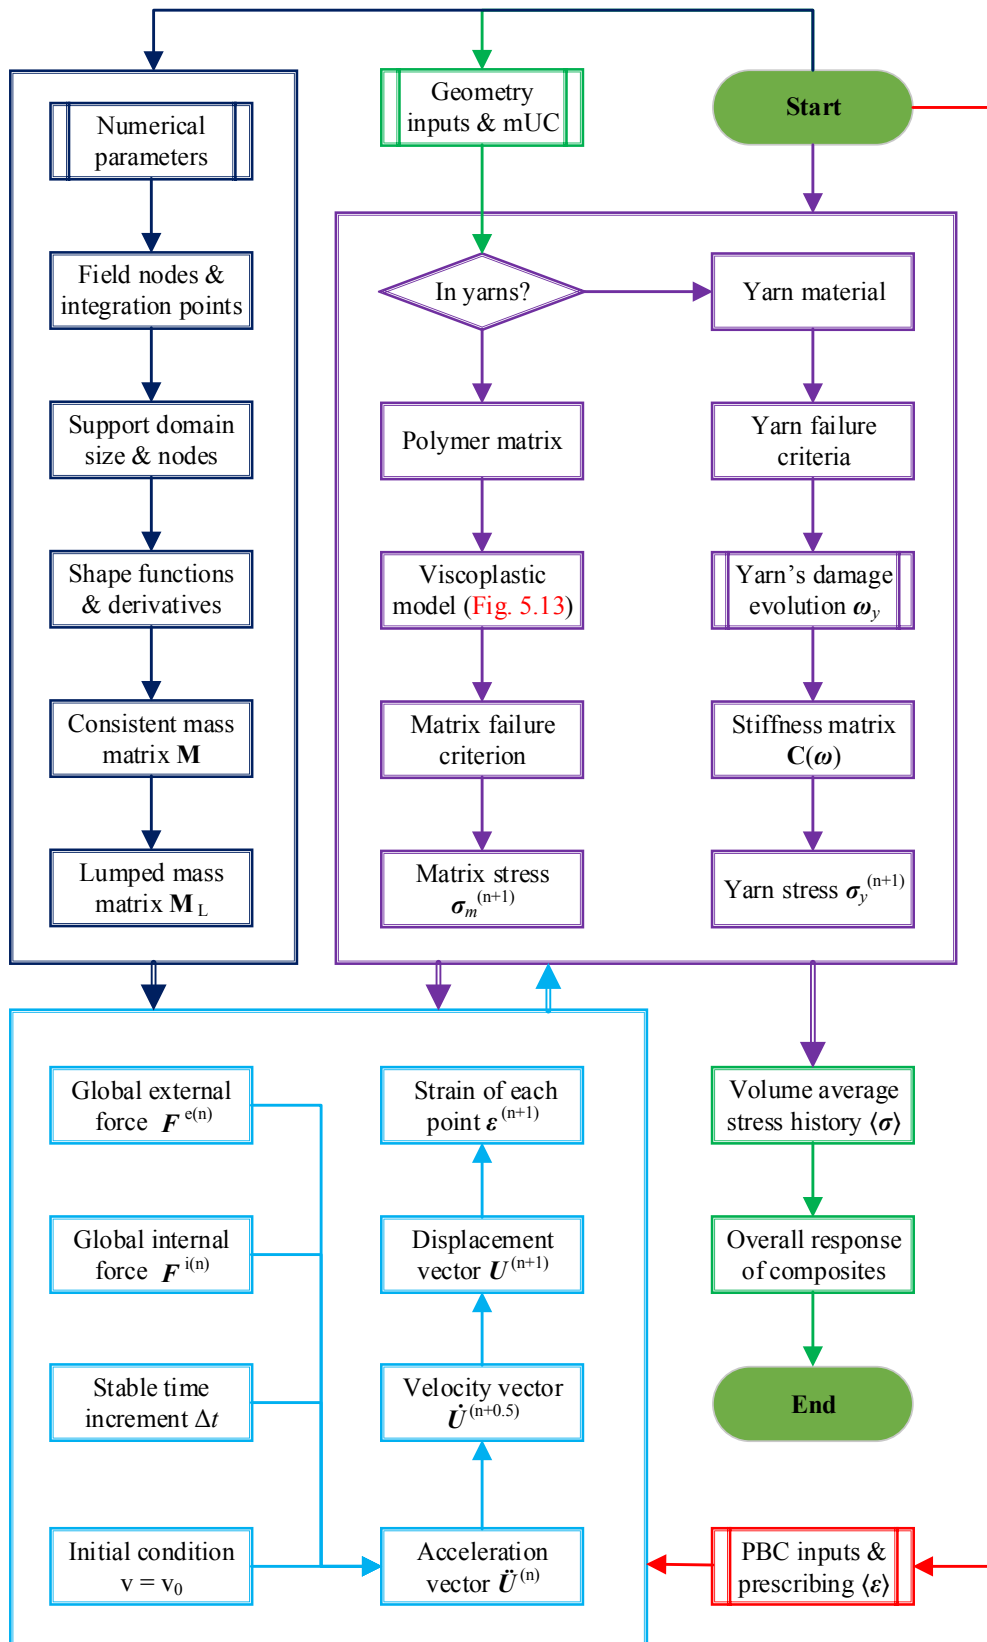 Numerical
parameters
Field nodes &
integration points
Support domain
size & nodes
Shape functions
& derivatives
Consistent mass
matrix M
Lumped mass
matrix M L
Geometry
inputs & mUC
Start
In yarns?
Polymer matrix
Viscoplastic
model (Fig. 5.13)
Matrix failure
criterion
Matrix stress
σm(n+1)
Yarn material
Yarn failure
criteria
Yarn’s damage
evolution ωy
Stiffness matrix
C(ω)
Yarn stress σy(n+1)
Global external
force F e(n)
Global internal
force F i(n)
Stable time
increment Δt
Initial condition
v = v0
Strain of each
point ε(n+1)
Displacement
vector U(n+1)
Velocity vector
U̇(n+0.5)
Acceleration
vector Ü(n)
Volume average
stress history ⟨σ⟩
Overall response
of composites
End
PBC inputs &
prescribing ⟨ε⟩